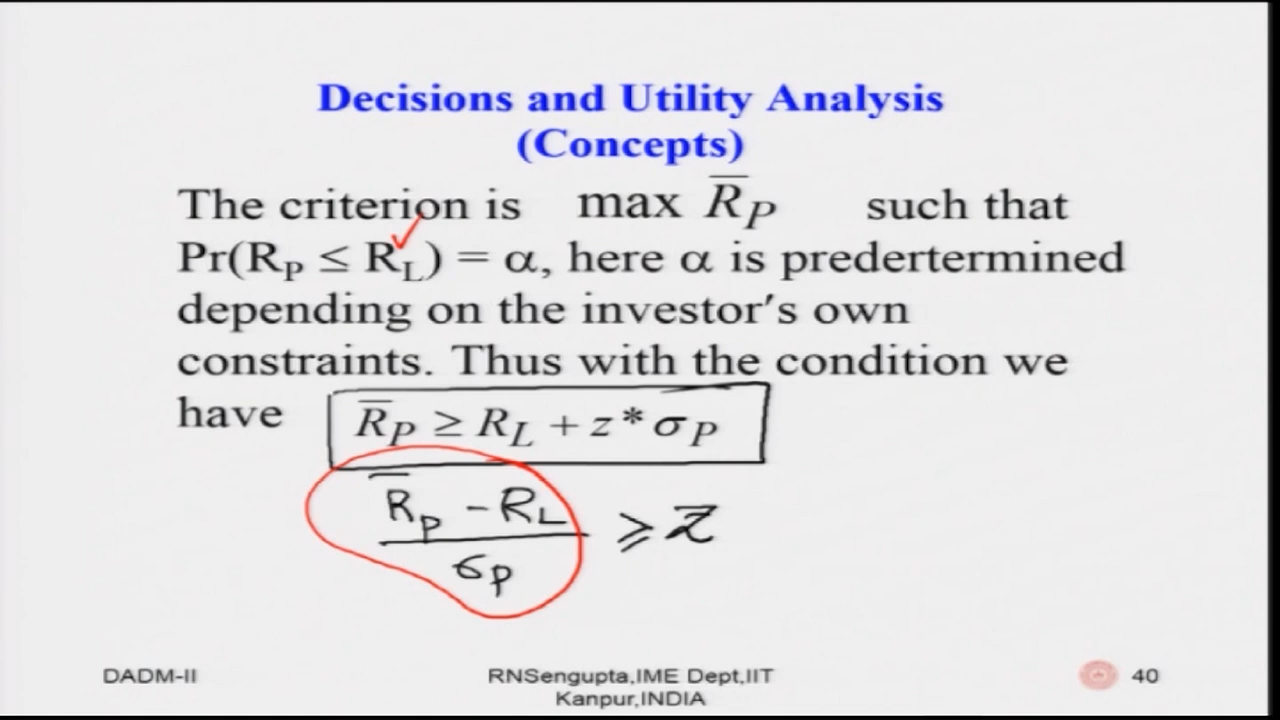 Decisions and Utility Analysis
(Concepts)
The criterion is max R̅P such that
Pr(RP ≤ RL) = α, here α is predertermined
depending on the investor's own
constraints. Thus with the condition we
have R̅P ≥ RL + z * σP
R̅P - RL
σP
≥ Z
DADM-II RNSengupta,IME Dept,IIT 40
Kanpur,INDIA